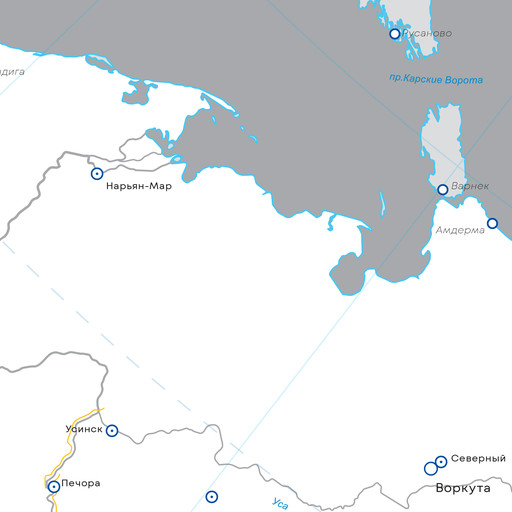 Русаново
пр.Карские Ворота
Варнек
Нарьян-Мар
Амдерма
Усинск
Северный
Печора
Воркута
Уса